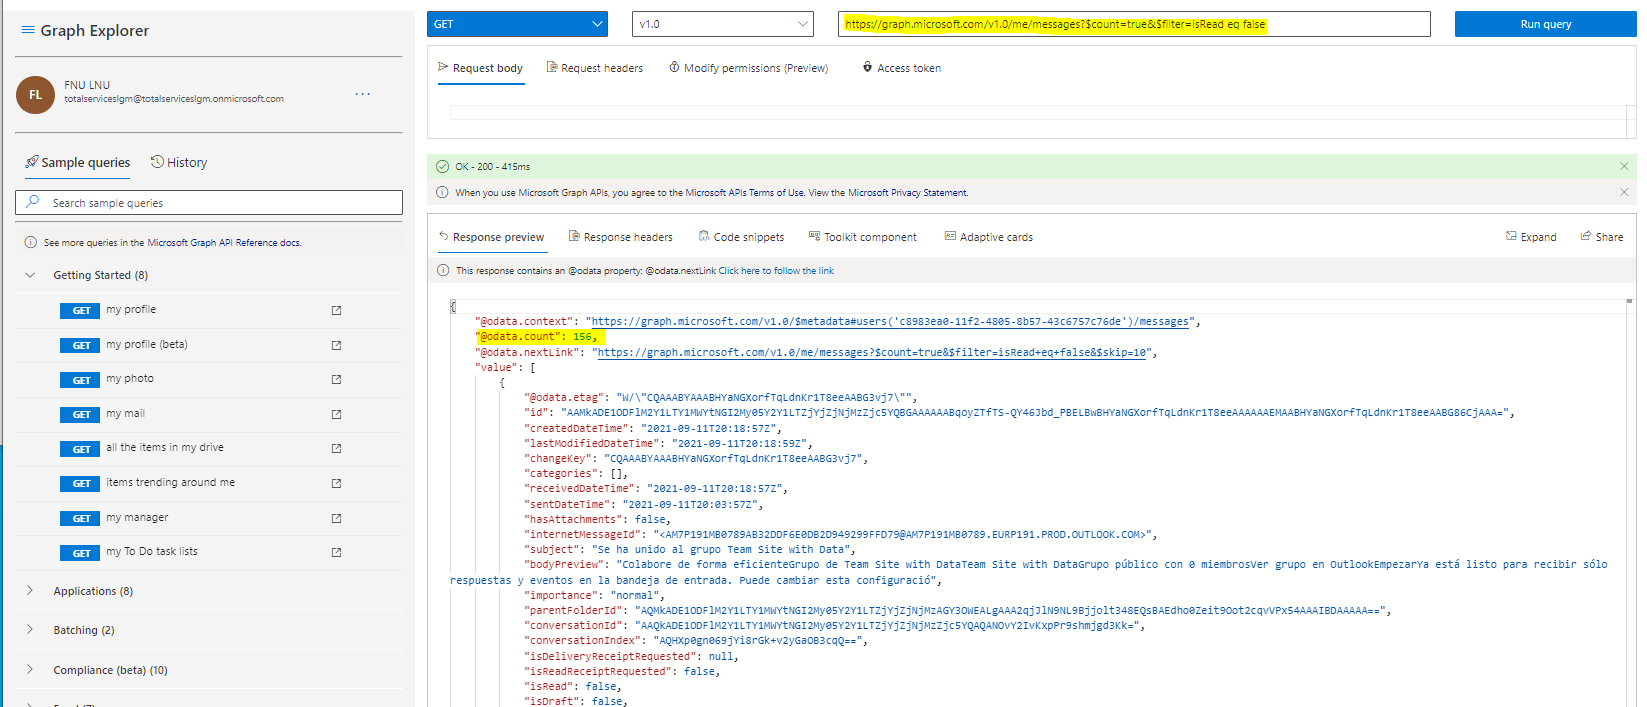 Graph Explorer
FL
FNU LNU
totalserviceslgm@totalserviceslgm.onmicrosoft.com
...
Sample queries
History
Search sample queries
See more queries in the Microsoft Graph API Reference docs.
Getting Started (8)
GET my profile
GET my profile (beta)
GET my photo
GET my mail
GET all the items in my drive
GET items trending around me
GET my manager
GET my To Do task lists
Applications (8)
Batching (2)
Compliance (beta) (10)
GET
v1.0
https://graph.microsoft.com/v1.0/me/messages?$count=true&$filter=isRead eq false
Run query
Request body
Request headers
Modify permissions (Preview)
Access token
OK - 200 - 415ms
When you use Microsoft Graph APIs, you agree to the Microsoft APIs Terms of Use. View the Microsoft Privacy Statement.
Response preview
Response headers
Code snippets
Toolkit component
Adaptive cards
Expand
Share
This response contains an @odata property: @odata.nextLink Click here to follow the link
{
"@odata.context": "https://graph.microsoft.com/v1.0/$metadata#users('c8983ea0-11f2-4805-8b57-43c6757c76de')/messages",
"@odata.count": 156,
"@odata.nextLink": "https://graph.microsoft.com/v1.0/me/messages?$count=true&$filter=isRead+eq+false&$skip=10",
"value": [
{
"@odata.etag": "W/\"CQAAABYAAABHYaNGXorfTqLdnKr1T8eeAABG3vj7\"",
"id":
"createdDateTime": "2021-09-11T20:18:57Z",
"lastModifiedDateTime": "2021-09-11T20:18:59Z",
"changeKey": "CQAAABYAAABHYaNGXorfTqLdnKr1T8eeAABG3vj7",
"categories": [],
"receivedDateTime": "2021-09-11T20:18:57Z",
"sentDateTime": "2021-09-11T20:03:57Z",
"hasAttachments": false,
"internetMessageId": "<AM7P191MB0789AB32DDF6E0DB2D949299FFD79@AM7P191MB0789.EURP191.PROD.OUTLOOK.COM>",
"subject": "Se ha unido al grupo Team Site with Data",
"bodyPreview": "Colabore de forma eficienteGrupo de Team Site with DataTeam Site with DataGrupo público con 0 miembrosVer grupo en OutlookEmpezarYa está listo para recibir sólo
respuestas y eventos en la bandeja de entrada. Puede cambiar esta configuració",
"importance": "normal",
"parentFolderId":
"conversationId":
"conversationIndex": "AQHXp0gn069jYi8rGk+v2yGaOB3cqQ==",
"isDeliveryReceiptRequested": null,
"isReadReceiptRequested": false,
"isRead": false,
"isDraft": false,